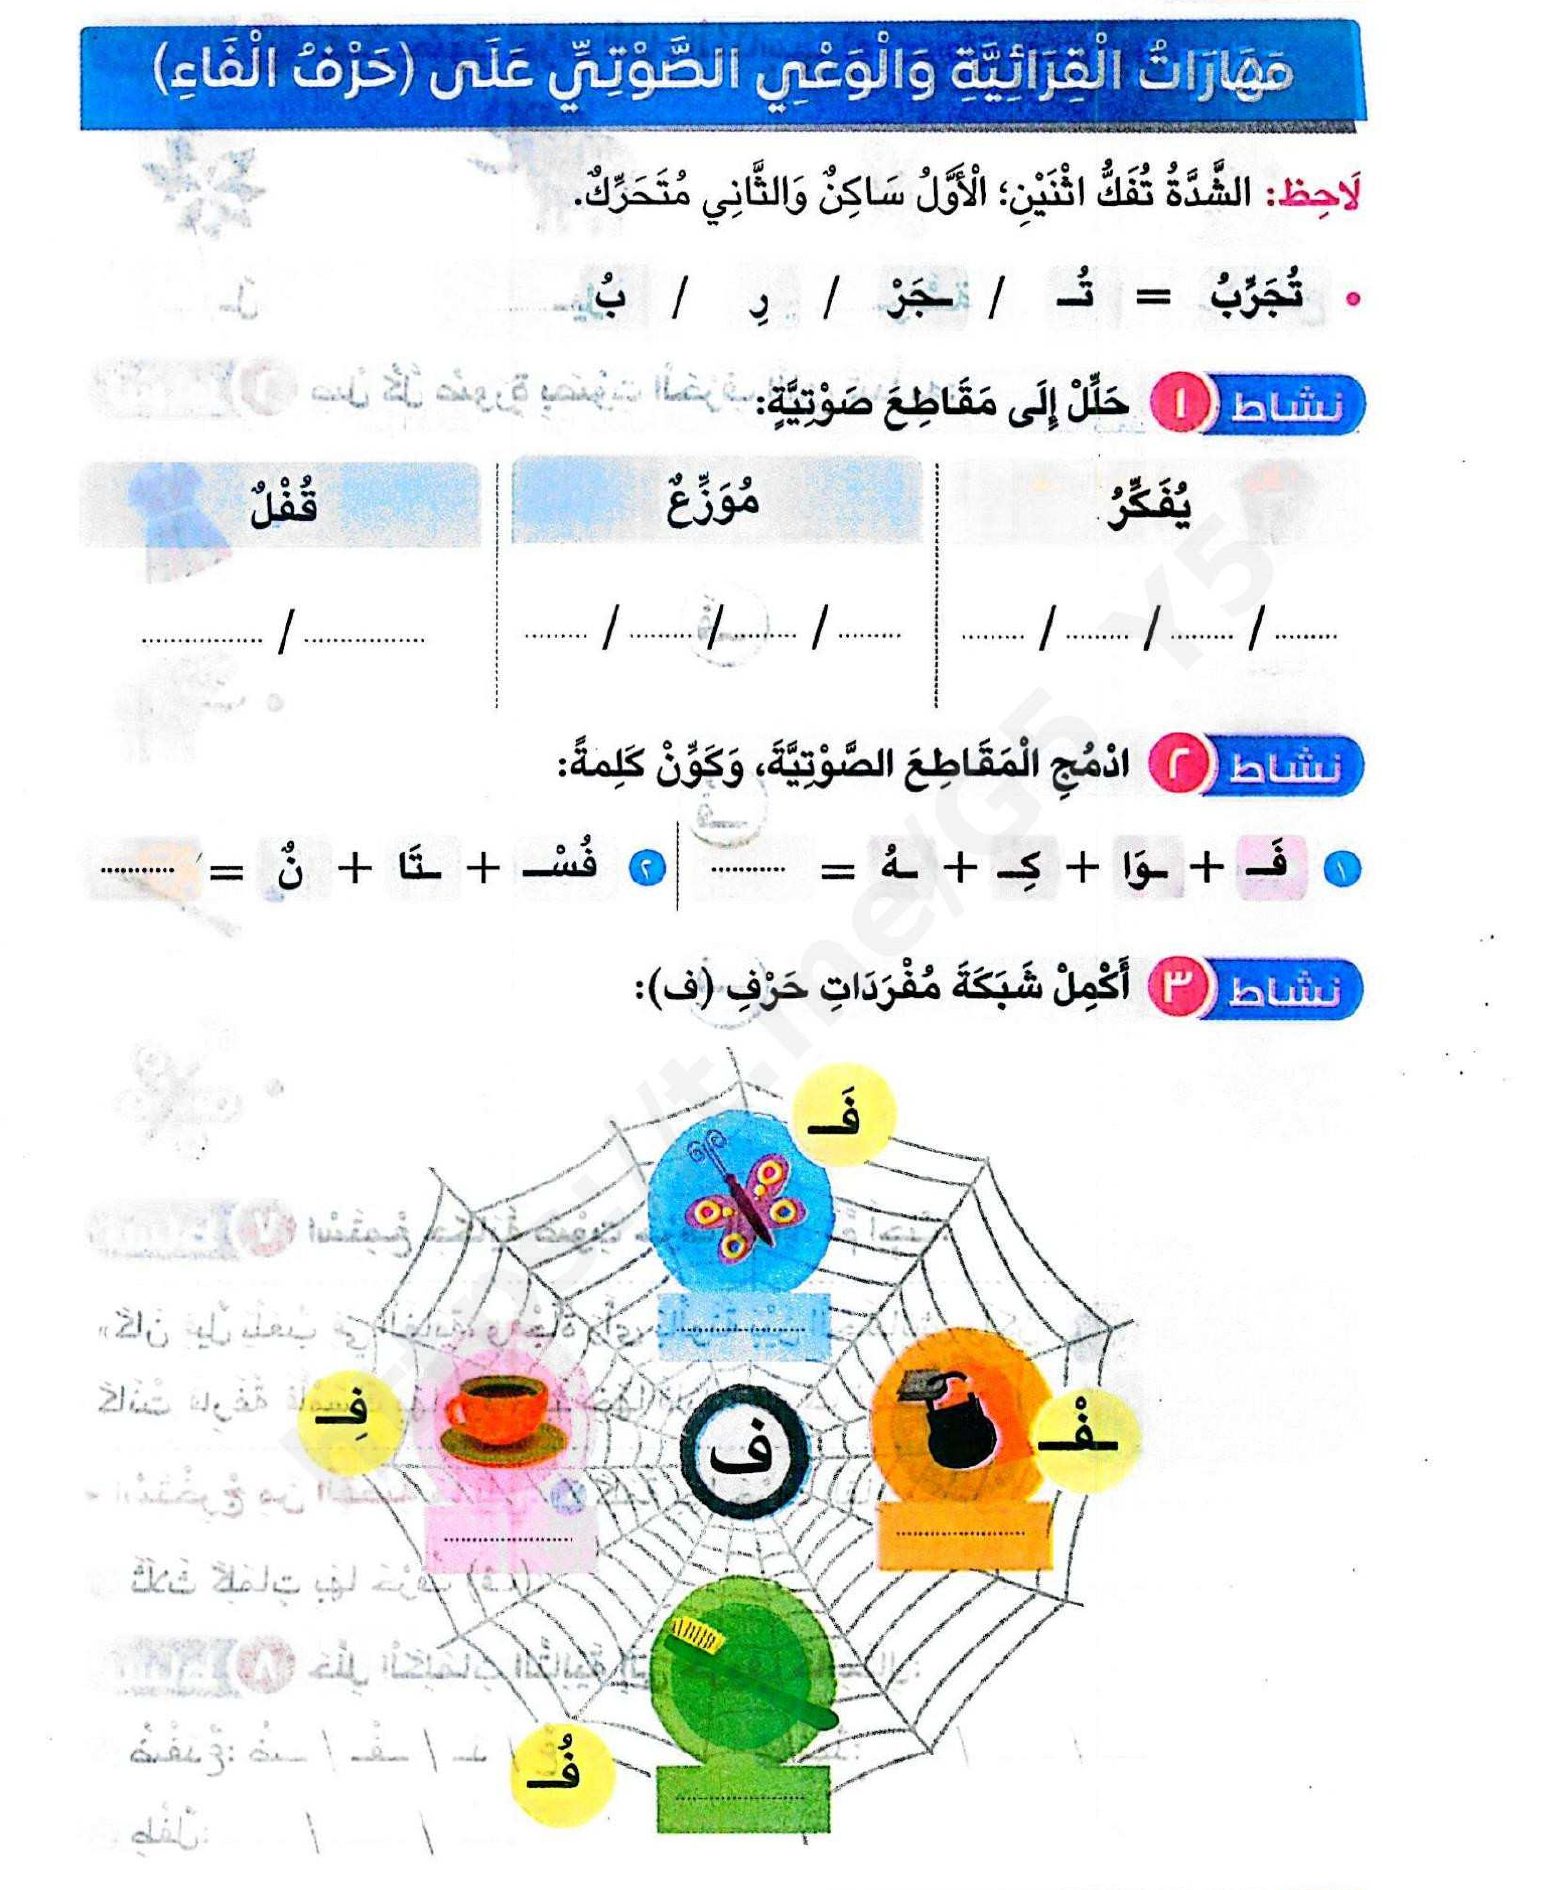 مَهَارَاتُ الْقِرَائِيَّةِ وَالْوَعْيِ الصَّوْتِيِّ عَلَى (حَرْفُ الْفَاءِ)
لَاحِظ: الشَّدَّةُ تُفَكُّ اثْنَيْنِ؛ الْأَوَّلُ سَاكِنٌ وَالثَّانِي مُتَحَرِّكٌ.
• تُجَرِّبُ = تُـ / ـجَرْ / رِ / بُ
نشاط ١ حَلِّلْ إِلَى مَقَاطِعَ صَوْتِيَّةٍ:
يُفَكِّرُ مُوَزِّعٌ قُفْلٌ
........ / ........ / ........ / ........ ........ / ........ / ........ / ........ ............ / ............
نشاط ٢ ادْمُجِ الْمَقَاطِعَ الصَّوْتِيَّةَ، وَكَوِّنْ كَلِمةً:
١ فَـ + ـوَا + كِـ + ـهُ = .......... ٢ فُسْـ + ـتَا + نٌ = ..........
نشاط ٣ أَكْمِلْ شَبَكَةَ مُفْرَدَاتِ حَرْفِ (ف):
فَـ
ـفْـ
ف
فِـ
فُـ